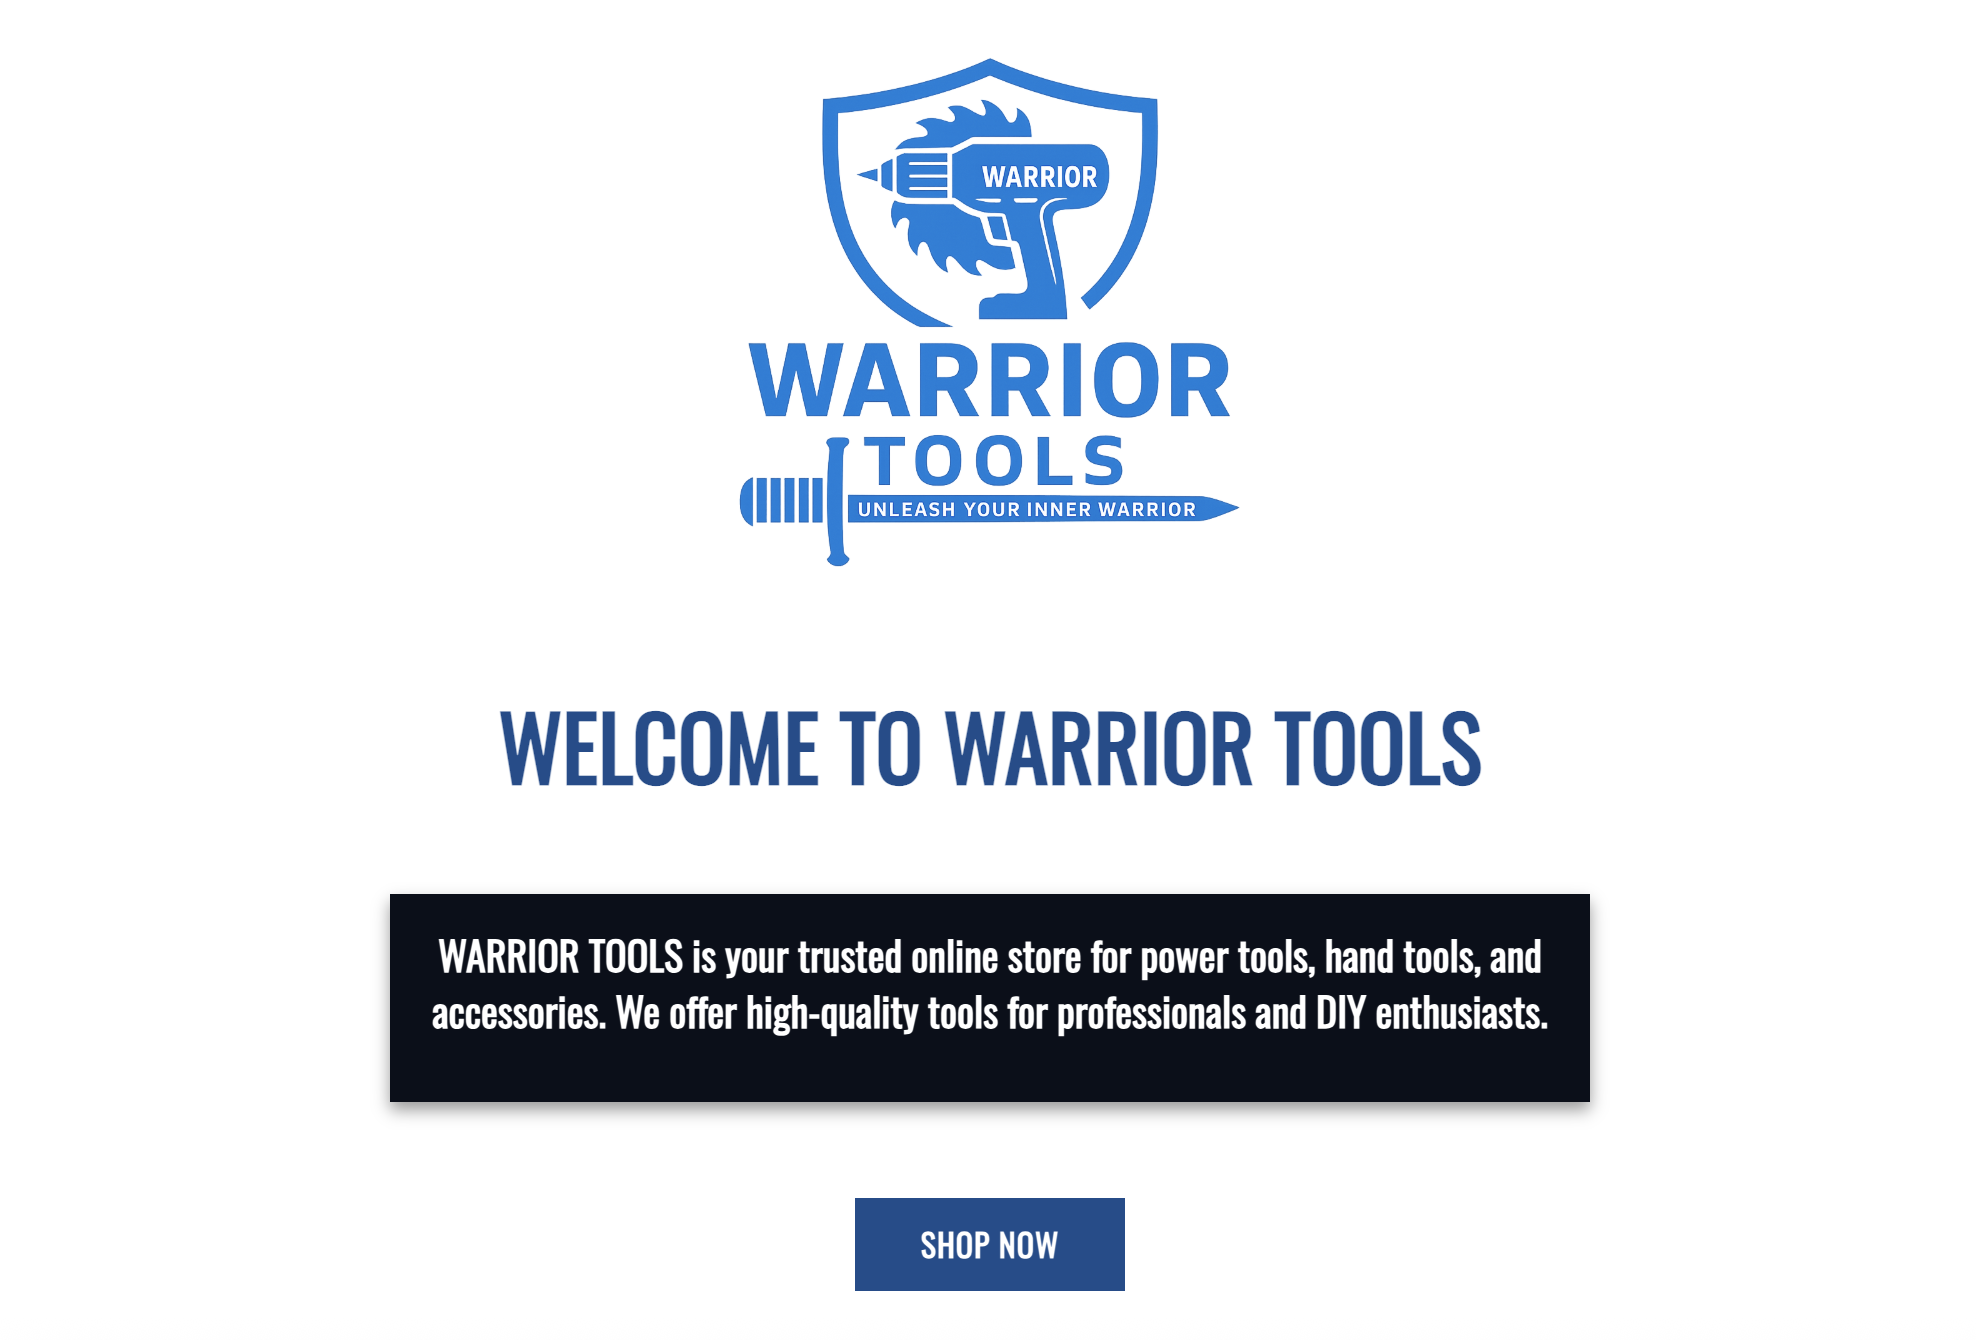 WARRIOR
WARRIOR
TOOLS
UNLEASH YOUR INNER WARRIOR
WELCOME TO WARRIOR TOOLS
WARRIOR TOOLS is your trusted online store for power tools, hand tools, and
accessories. We offer high-quality tools for professionals and DIY enthusiasts.
SHOP NOW